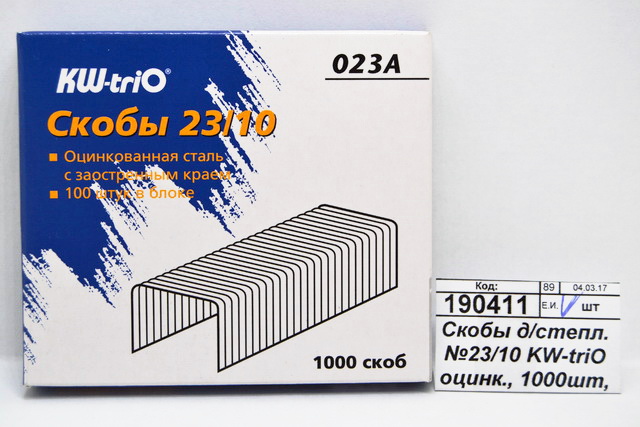 KW-triO®
023A
Скобы 23/10
Оцинкованная сталь
с заостренным краем
100 штук в блоке
1000 скоб
Код: 89 04.03.17
190411 Е.И. шт
Скобы д/степл.
№23/10 KW-triO
оцинк., 1000шт,